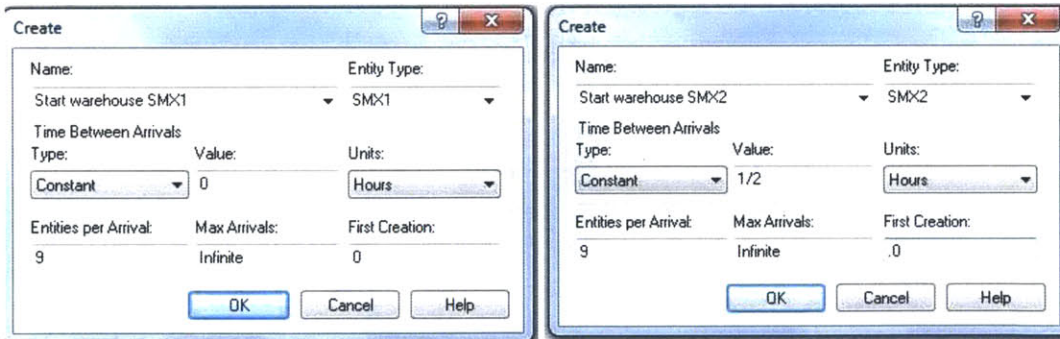 Create
Name: Entity Type:
Start warehouse SMX1 SMX1
Time Between Arrivals
Type: Value: Units:
Constant 0 Hours
Entities per Arrival: Max Arrivals: First Creation:
9 Infinite 0
OK Cancel Help
Create
Name: Entity Type:
Start warehouse SMX2 SMX2
Time Between Arrivals
Type: Value: Units:
Constant 1/2 Hours
Entities per Arrival: Max Arrivals: First Creation:
9 Infinite .0
OK Cancel Help